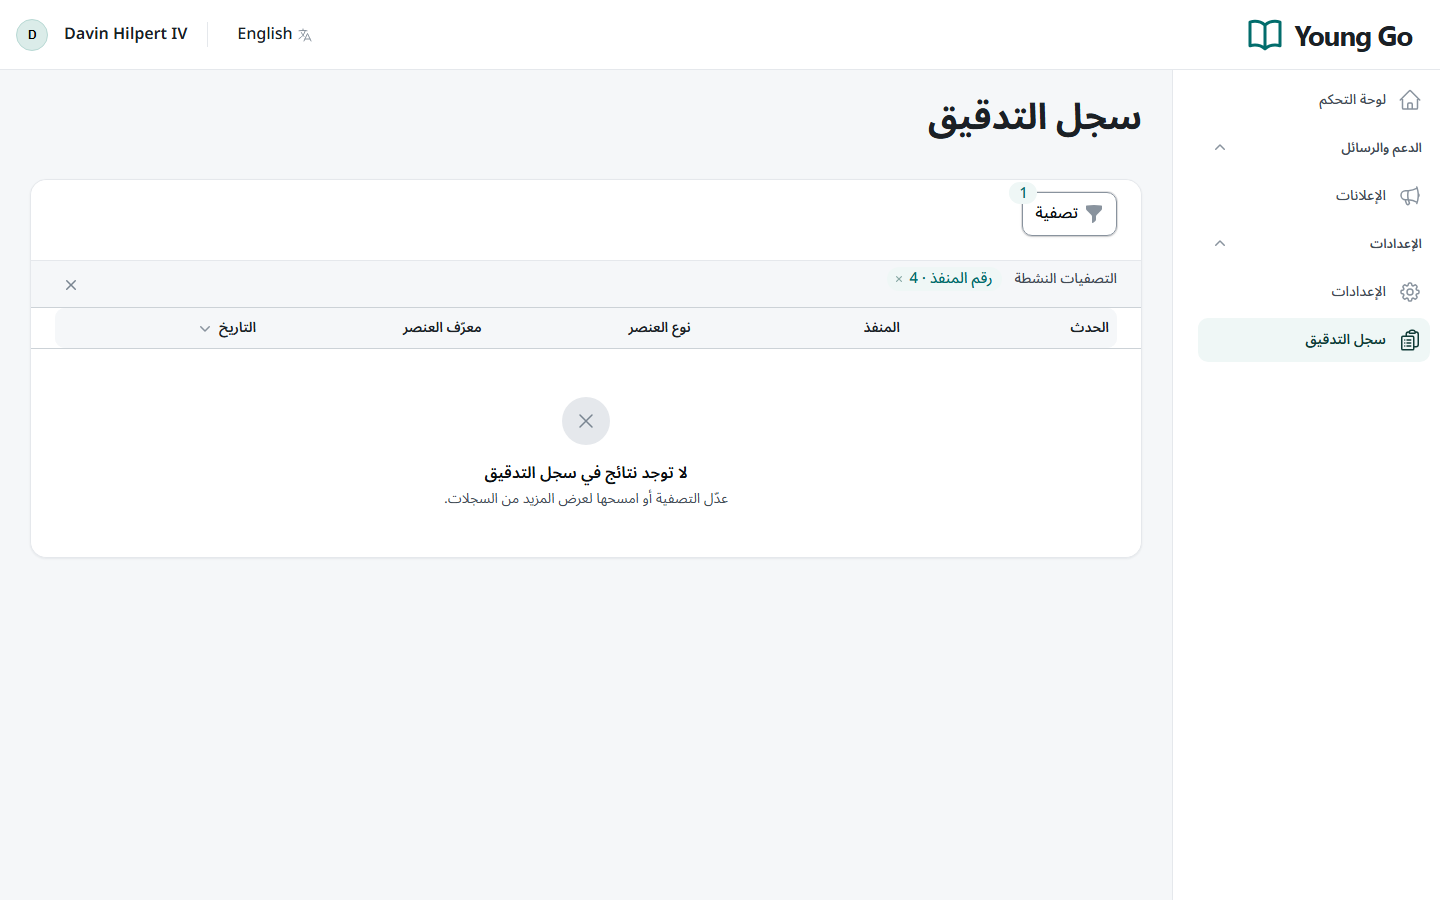 Young Go
English
Davin Hilpert IV
D
لوحة التحكم
الدعم والرسائل
الإعلانات
الإعدادات
الإعدادات
سجل التدقيق
سجل التدقيق
تصفية
1
التصفيات النشطة
رقم المنفذ · 4 ×
الحدث المنفذ نوع العنصر معرّف العنصر التاريخ
لا توجد نتائج في سجل التدقيق
عدّل التصفية أو امسحها لعرض المزيد من السجلات.